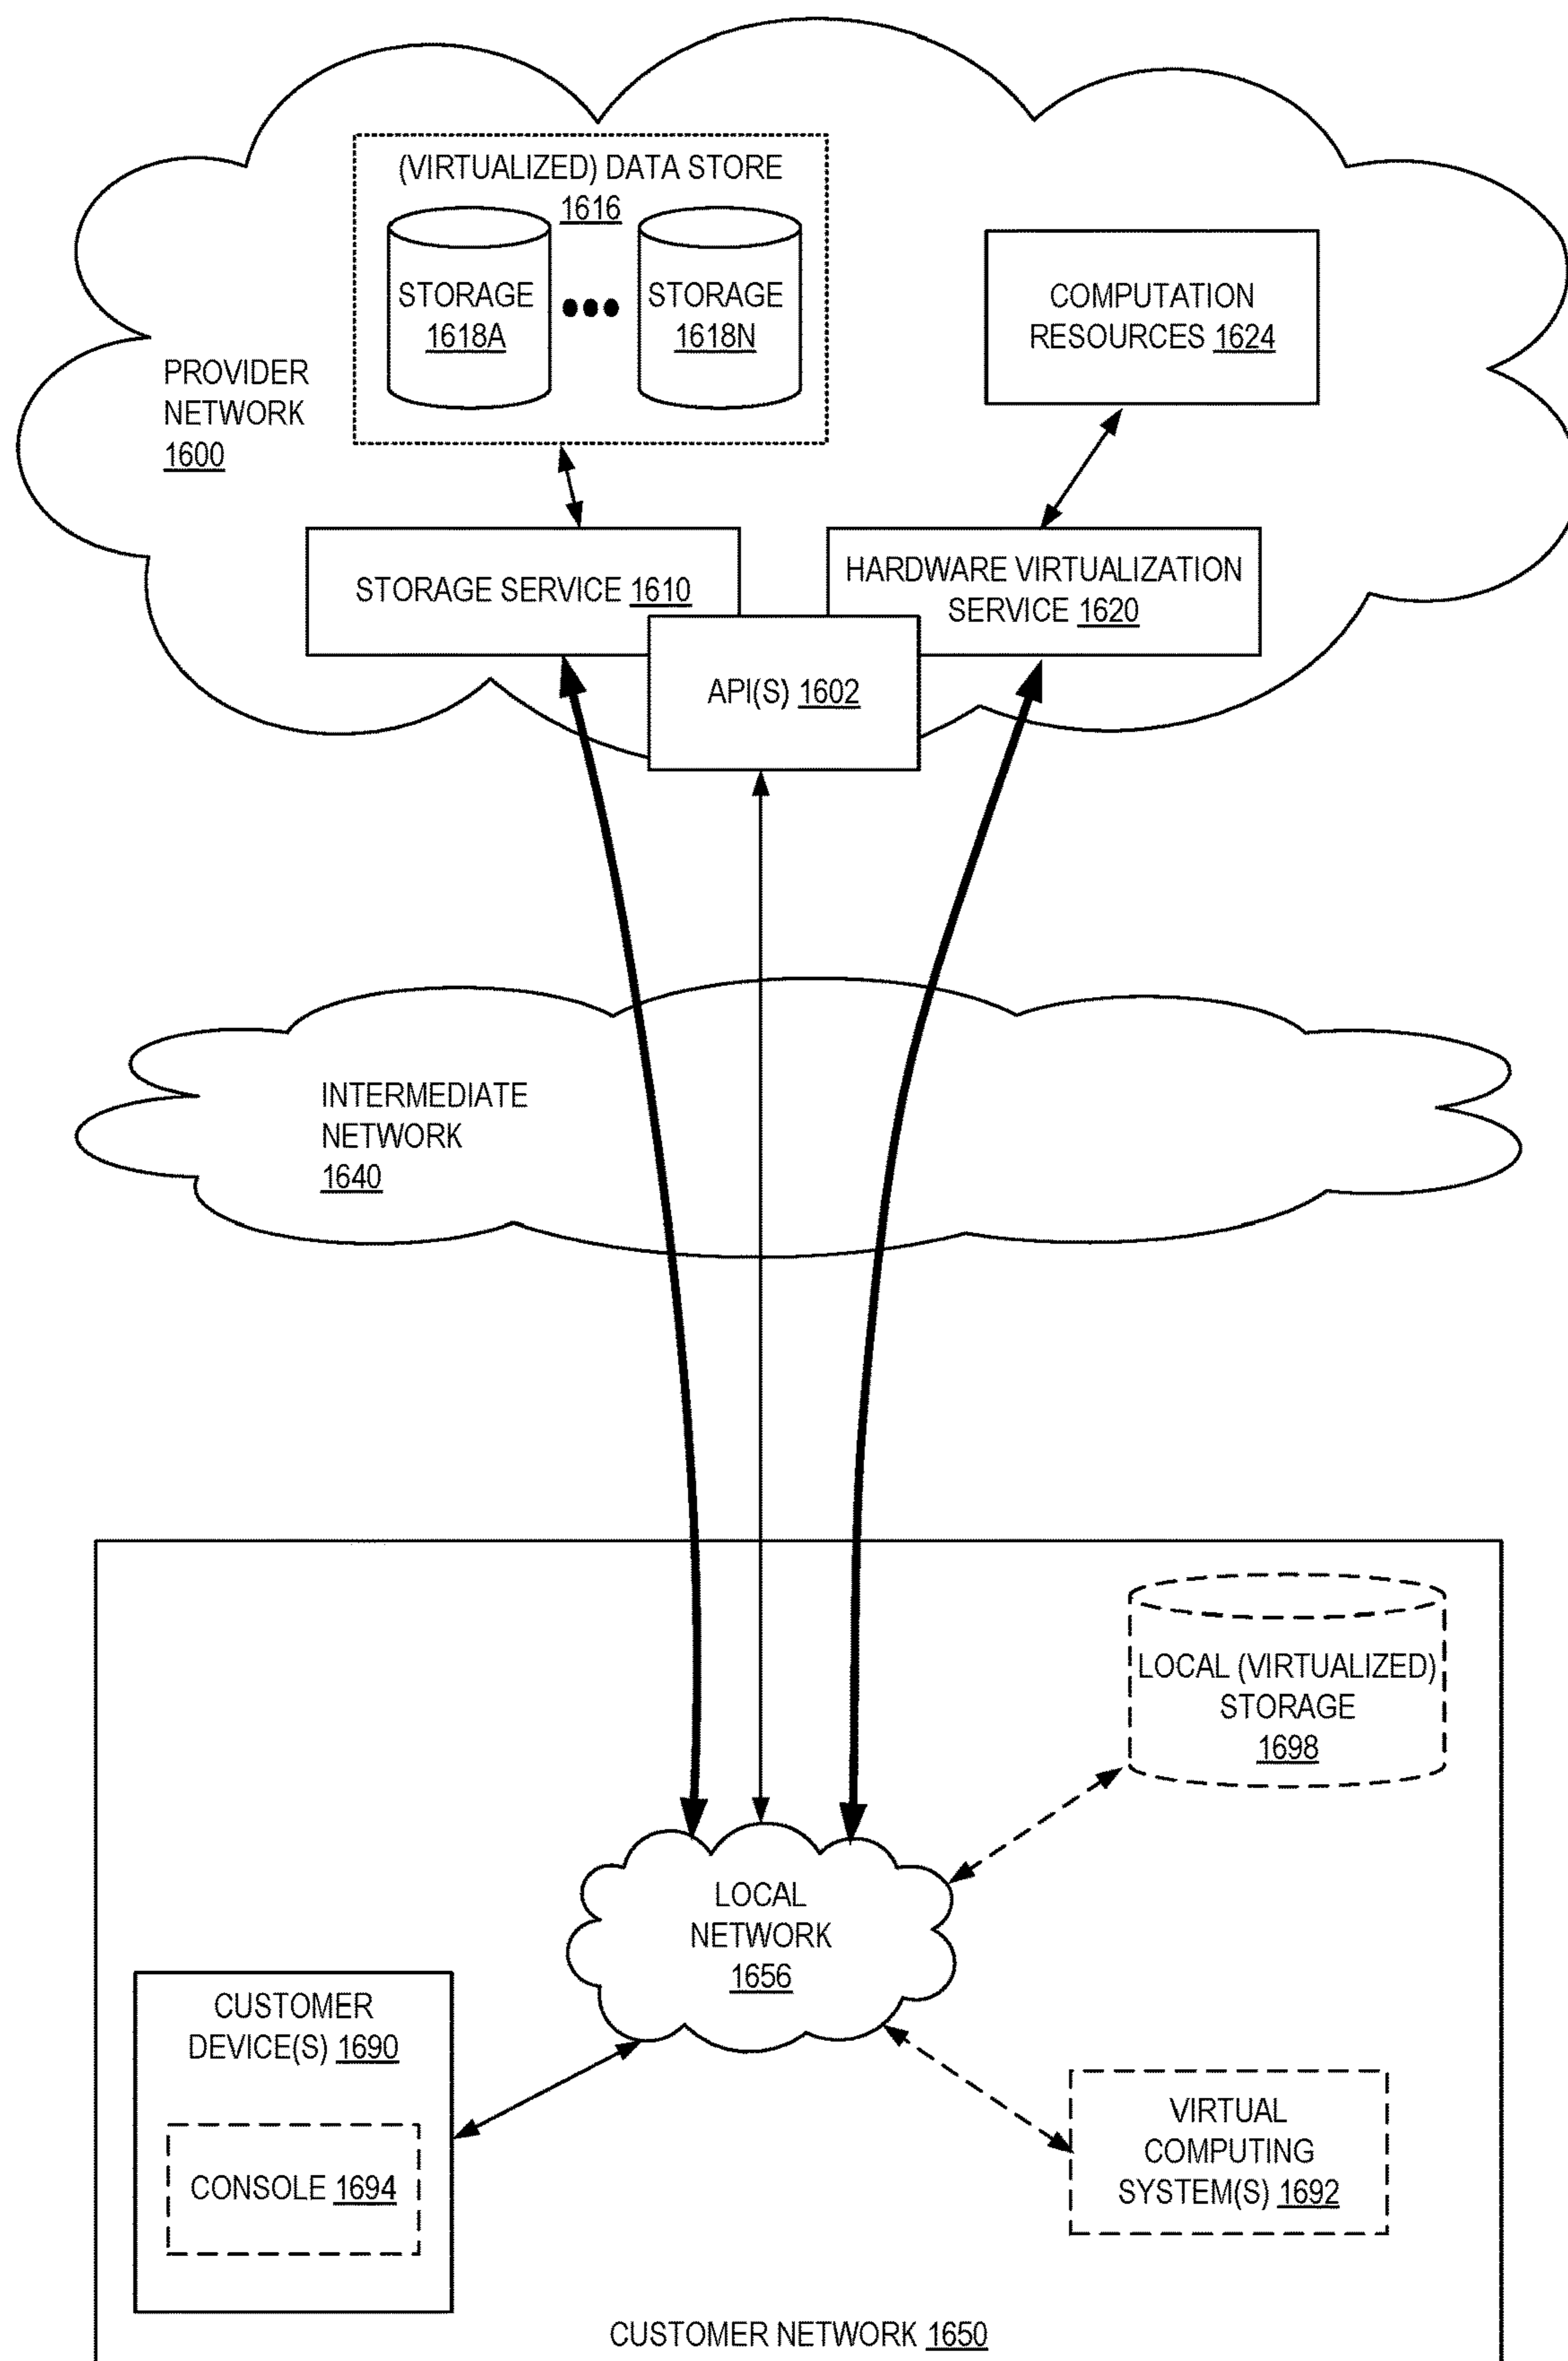 (VIRTUALIZED) DATA STORE
1616
STORAGE
1618A
STORAGE
1618N
COMPUTATION
RESOURCES 1624
PROVIDER
NETWORK
1600
STORAGE SERVICE 1610
HARDWARE VIRTUALIZATION
SERVICE 1620
API(S) 1602
INTERMEDIATE
NETWORK
1640
LOCAL (VIRTUALIZED)
STORAGE
1698
LOCAL
NETWORK
1656
CUSTOMER
DEVICE(S) 1690
CONSOLE 1694
VIRTUAL
COMPUTING
SYSTEM(S) 1692
CUSTOMER NETWORK 1650